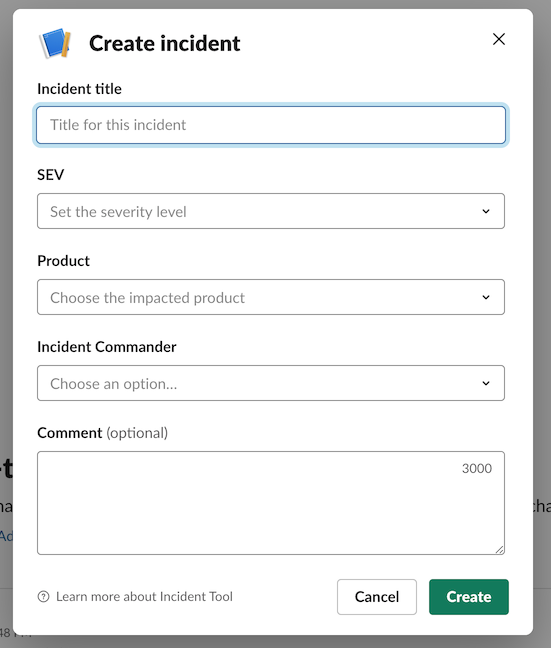 Create incident
Incident title
Title for this incident
SEV
Set the severity level
Product
Choose the impacted product
Incident Commander
Choose an option...
Comment (optional)
3000
Learn more about Incident Tool
Cancel
Create